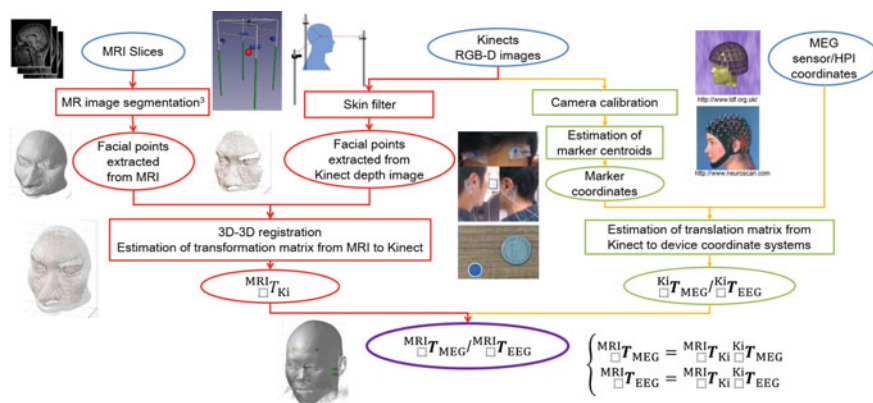 MRI Slices
Kinects
RGB-D images
MEG
sensor/HPI
coordinates
http://www.idf.org.uk/
http://www.neuroscan.com
MR image segmentation³
Skin filter
Camera calibration
Facial points
extracted
from MRI
Facial points
extracted from
Kinect depth image
Estimation of
marker centroids
Marker
coordinates
3D-3D registration
Estimation of transformation matrix from MRI to Kinect
Estimation of translation matrix from
Kinect to device coordinate systems
MRI□T Ki
Ki□T MEG/Ki□T EEG
MRI□T MEG/MRI□T EEG
MRI□T MEG = MRI□T Ki Ki□T MEG
MRI□T EEG = MRI□T Ki Ki□T EEG